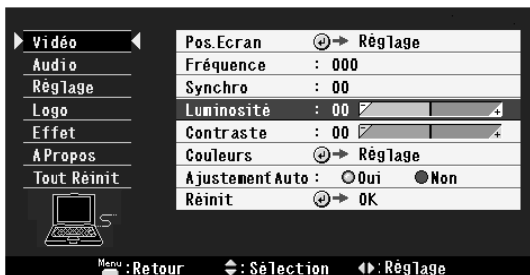 Vidéo
Audio
Réglage
Logo
Effet
A Propos
Tout Réinit
Pos.Ecran → Réglage
Fréquence : 000
Synchro : 00
Luminosité : 00 - +
Contraste : 00 - +
Couleurs → Réglage
Ajustement Auto : Oui Non
Réinit → OK
Menu : Retour : Sélection : Réglage